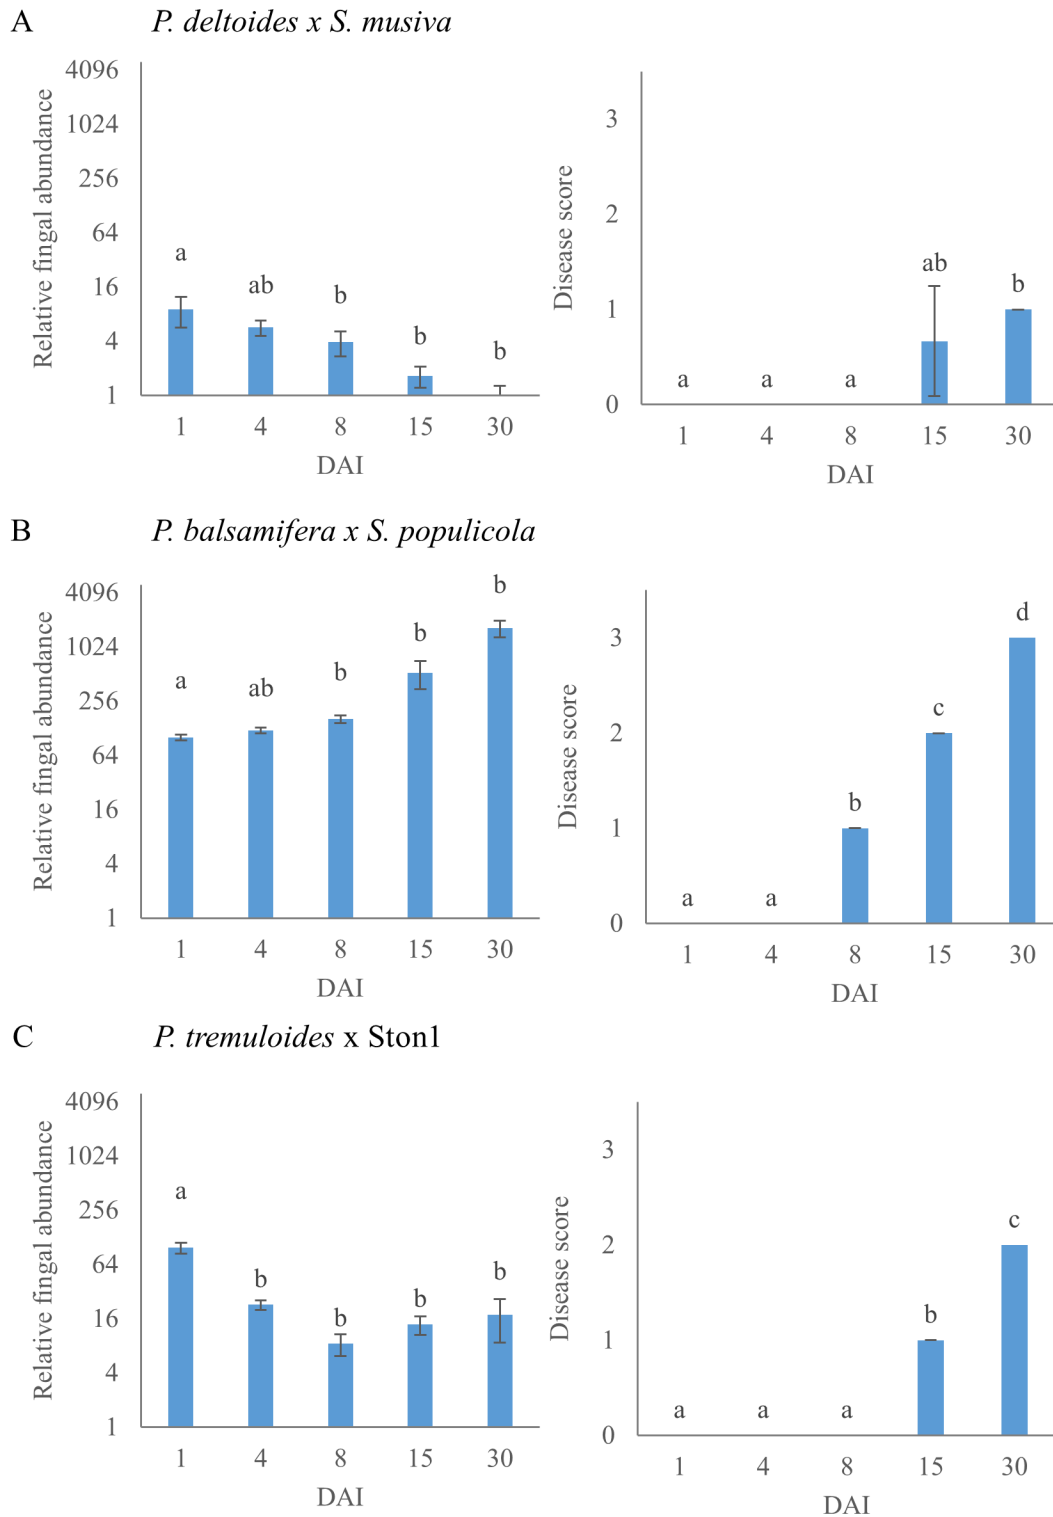 A P. deltoides x S. musiva
Relative fingal abundance
4096
1024
256
64
16
4
1
a ab b b b
1 4 8 15 30
DAI
Disease score
3
2
1
0
a a a ab b
1 4 8 15 30
DAI
B P. balsamifera x S. populicola
Relative fingal abundance
4096
1024
256
64
16
4
1
a ab b b b
1 4 8 15 30
DAI
Disease score
3
2
1
0
a a b c d
1 4 8 15 30
DAI
C P. tremuloides x Ston1
Relative fingal abundance
4096
1024
256
64
16
4
1
a b b b b
1 4 8 15 30
DAI
Disease score
3
2
1
0
a a a b c
1 4 8 15 30
DAI